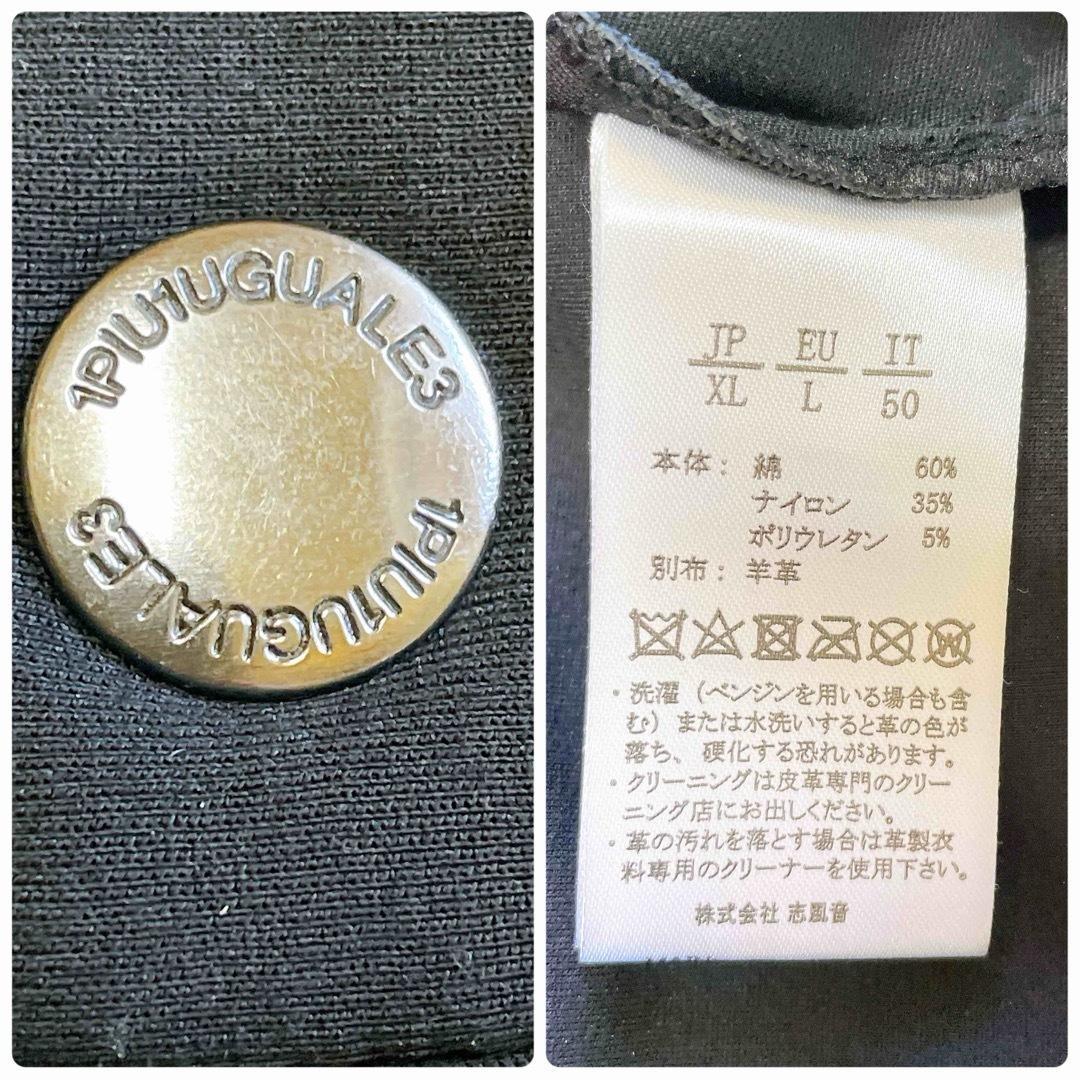 1PIU1UGUALE3
1PIU1UGUALE3
JP EU IT
XL L 50
本体: 綿 60%
ナイロン 35%
ポリウレタン 5%
別布: 羊革
W
・洗濯 (ベンジンを用いる場合も含
む) または水洗いすると革の色が
落ち、硬化する恐れがあります。
・クリーニングは皮革専門のクリー
ニング店にお出しください。
・革の汚れを落とす場合は革製衣
料専用のクリーナーを使用下さい。
株式会社 志風音